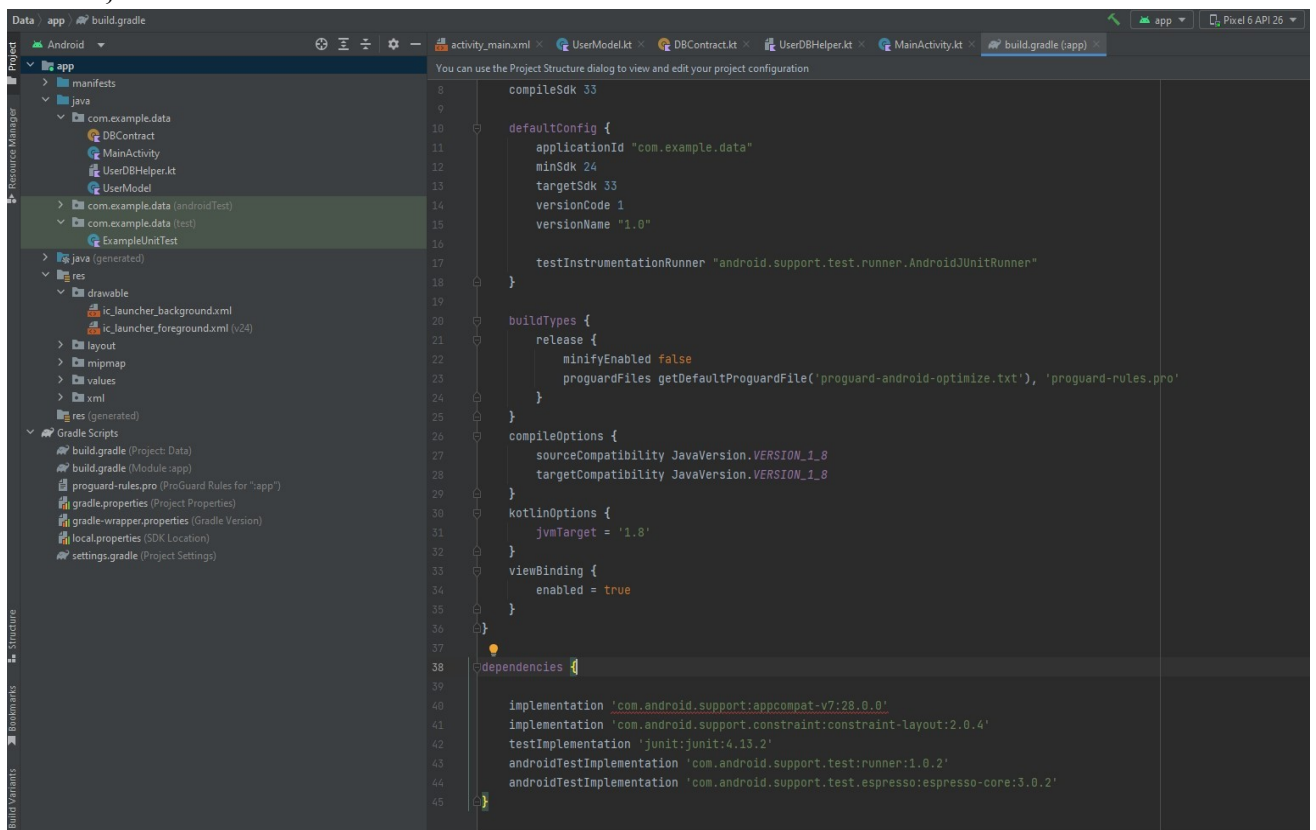 Data app build.gradle
app
Pixel 6 API 26
Project
Android
activity_main.xml
UserModel.kt
DBContract.kt
UserDBHelper.kt
MainActivity.kt
build.gradle (:app)
app
manifests
java
com.example.data
DBContract
MainActivity
UserDBHelper.kt
UserModel
com.example.data (androidTest)
com.example.data (test)
ExampleUnitTest
java (generated)
res
drawable
ic_launcher_background.xml
ic_launcher_foreground.xml (v24)
layout
mipmap
values
xml
res (generated)
Gradle Scripts
build.gradle (Project: Data)
build.gradle (Module :app)
proguard-rules.pro (ProGuard Rules for ":app")
gradle.properties (Project Properties)
gradle-wrapper.properties (Gradle Version)
local.properties (SDK Location)
settings.gradle (Project Settings)
Resource Manager
Structure
Bookmarks
Build Variants
You can use the Project Structure dialog to view and edit your project configuration
8 compileSdk 33
9
10 defaultConfig {
11 applicationId "com.example.data"
12 minSdk 24
13 targetSdk 33
14 versionCode 1
15 versionName "1.0"
16
17 testInstrumentationRunner "android.support.test.runner.AndroidJUnitRunner"
18 }
19
20 buildTypes {
21 release {
22 minifyEnabled false
23 proguardFiles getDefaultProguardFile('proguard-android-optimize.txt'), 'proguard-rules.pro'
24 }
25 }
26 compileOptions {
27 sourceCompatibility JavaVersion.VERSION_1_8
28 targetCompatibility JavaVersion.VERSION_1_8
29 }
30 kotlinOptions {
31 jvmTarget = '1.8'
32 }
33 viewBinding {
34 enabled = true
35 }
36 }
37
38 dependencies {
39
40 implementation 'com.android.support:appcompat-v7:28.0.0'
41 implementation 'com.android.support.constraint:constraint-layout:2.0.4'
42 testImplementation 'junit:junit:4.13.2'
43 androidTestImplementation 'com.android.support.test:runner:1.0.2'
44 androidTestImplementation 'com.android.support.test.espresso:espresso-core:3.0.2'
45 }